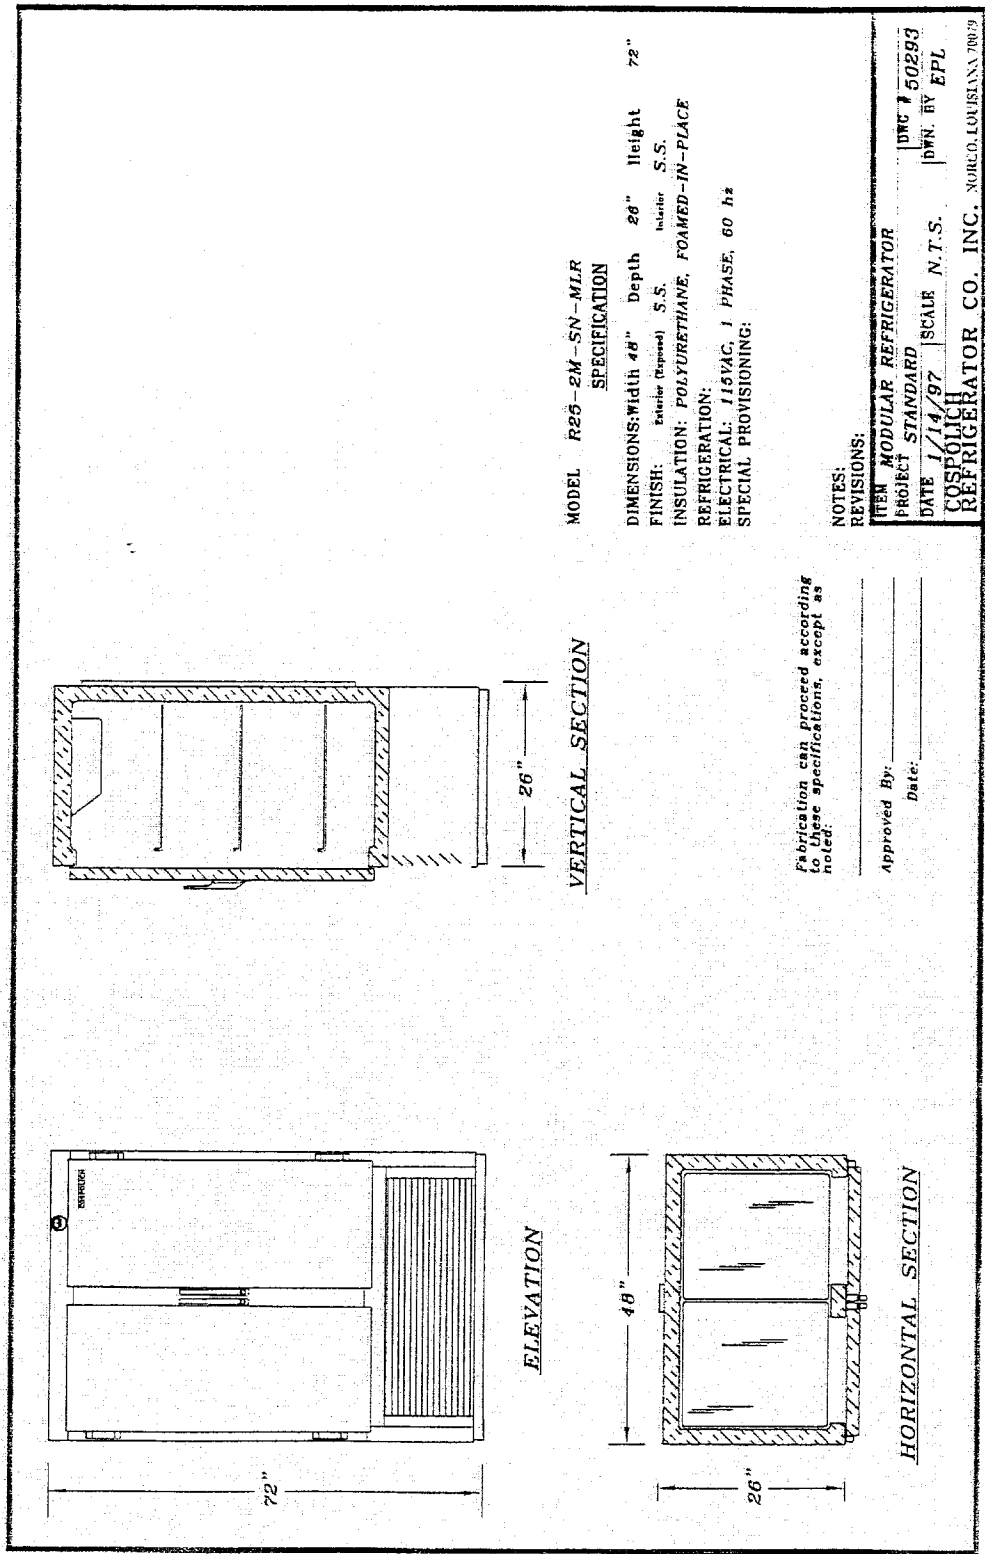 72"
ELEVATION
26"
VERTICAL SECTION
48"
26"
HORIZONTAL SECTION
MODEL R25-2M-SN-MLR
SPECIFICATION
DIMENSIONS: Width 48" Depth 26" Height 72"
FINISH: Exterior (Exposed) S.S. Interior S.S.
INSULATION: POLYURETHANE, FOAMED-IN-PLACE
REFRIGERATION:
ELECTRICAL: 115VAC, 1 PHASE, 60 hz
SPECIAL PROVISIONING:
Fabrication can proceed according
to these specifications, except as
noted:
Approved By:
Date:
NOTES:
REVISIONS:
ITEM MODULAR REFRIGERATOR
PROJECT STANDARD DWG # 50293
DATE 1/14/97 SCALE N.T.S. DWN. BY EPL
COSPOLICH
REFRIGERATOR CO. INC. NORCO, LOUISIANA 70079